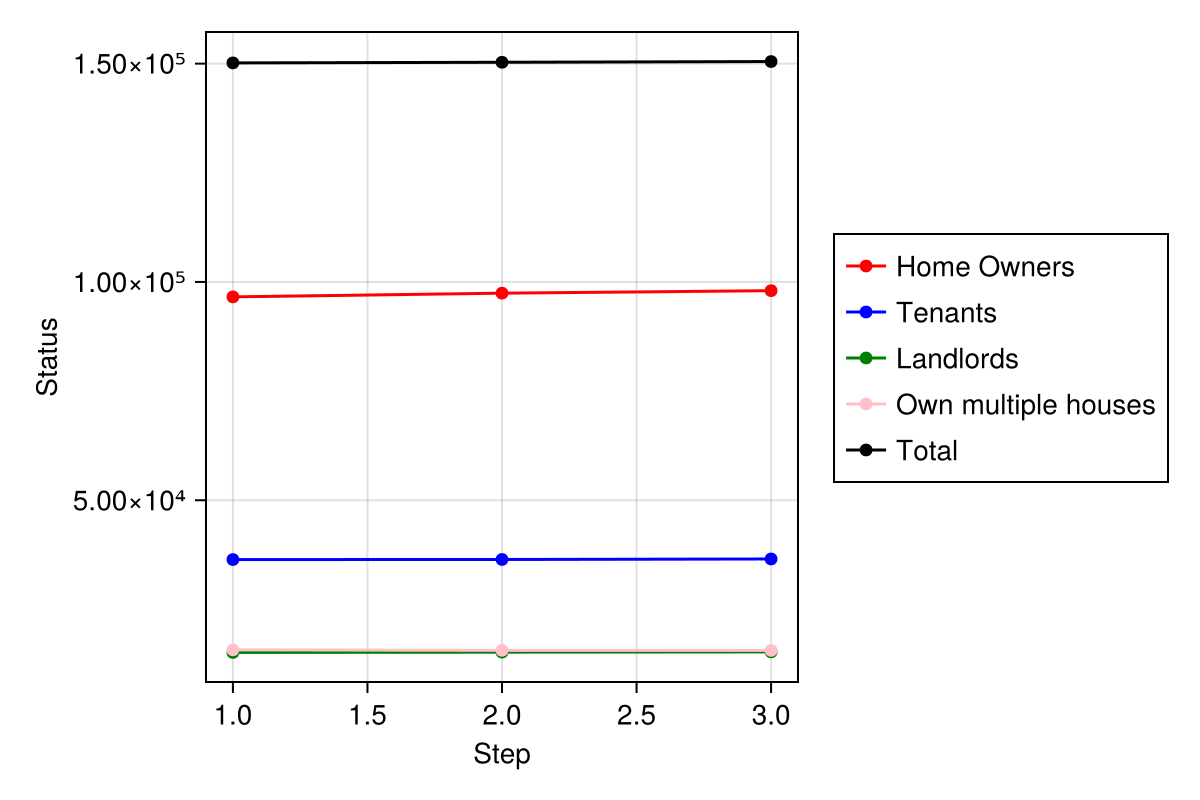 1.50×10⁵
1.00×10⁵
5.00×10⁴
Status
1.0 1.5 2.0 2.5 3.0
Step
Home Owners
Tenants
Landlords
Own multiple houses
Total